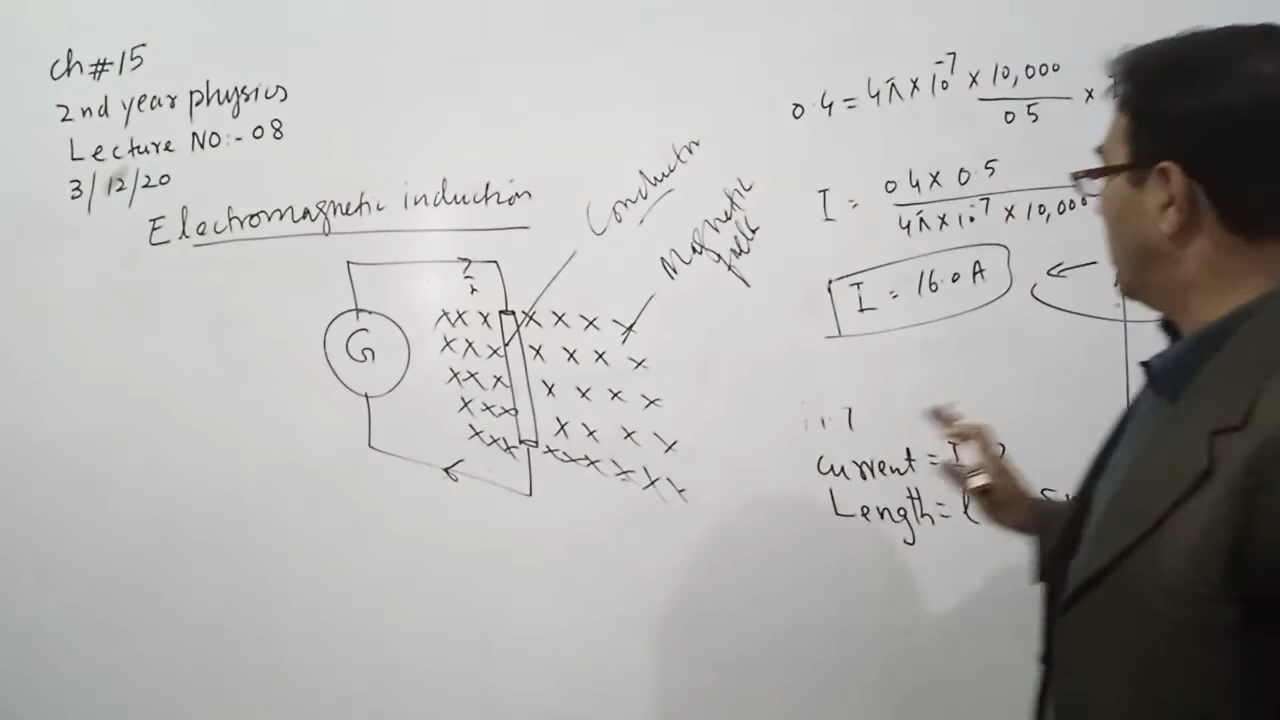 Ch#15
2nd year physics
Lecture NO:-08
3/12/20
Electromagnetic induction
Conductor
Magnetic
field
G
i
x x x x x x x
x x x x x x x
x x x x x x x
x x x x x x x
x x x x x x x x x
0.4 = 4π×10⁻⁷ × 10,000/0.5 ×
I = 0.4 × 0.5 / 4π×10⁻⁷ × 10,000
I = 16.0 A
Current = I
Length = l